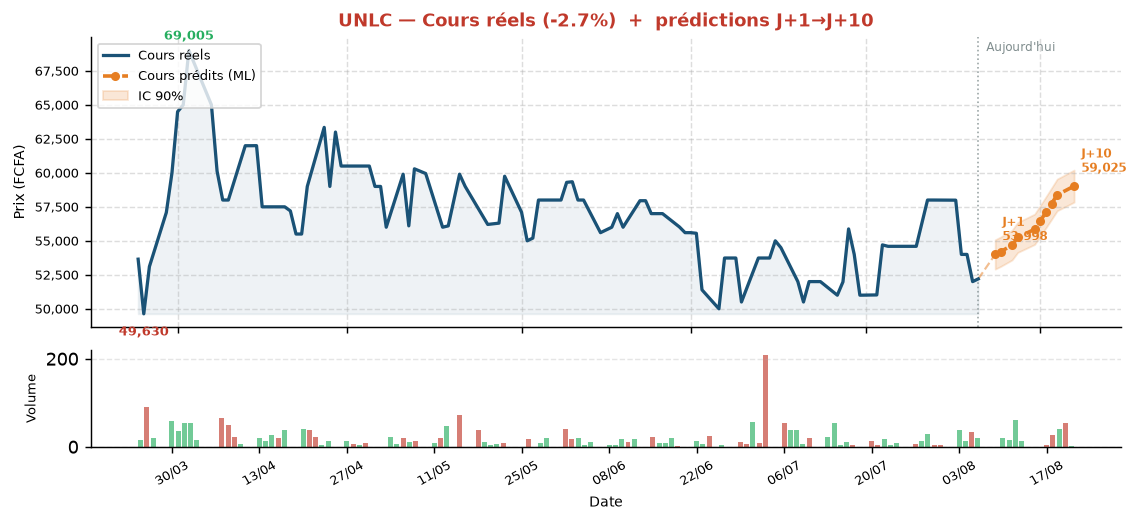 UNLC — Cours réels (-2.7%)  +  prédictions J+1→J+10
69,005
Cours réels
Cours prédits (ML)
IC 90%
Aujourd'hui
Prix (FCFA)
67,500
65,000
62,500
60,000
57,500
55,000
52,500
50,000
J+10
59,025
J+1
53,998
49,630
Volume
200
0
30/03
13/04
27/04
11/05
25/05
08/06
22/06
06/07
20/07
03/08
17/08
Date